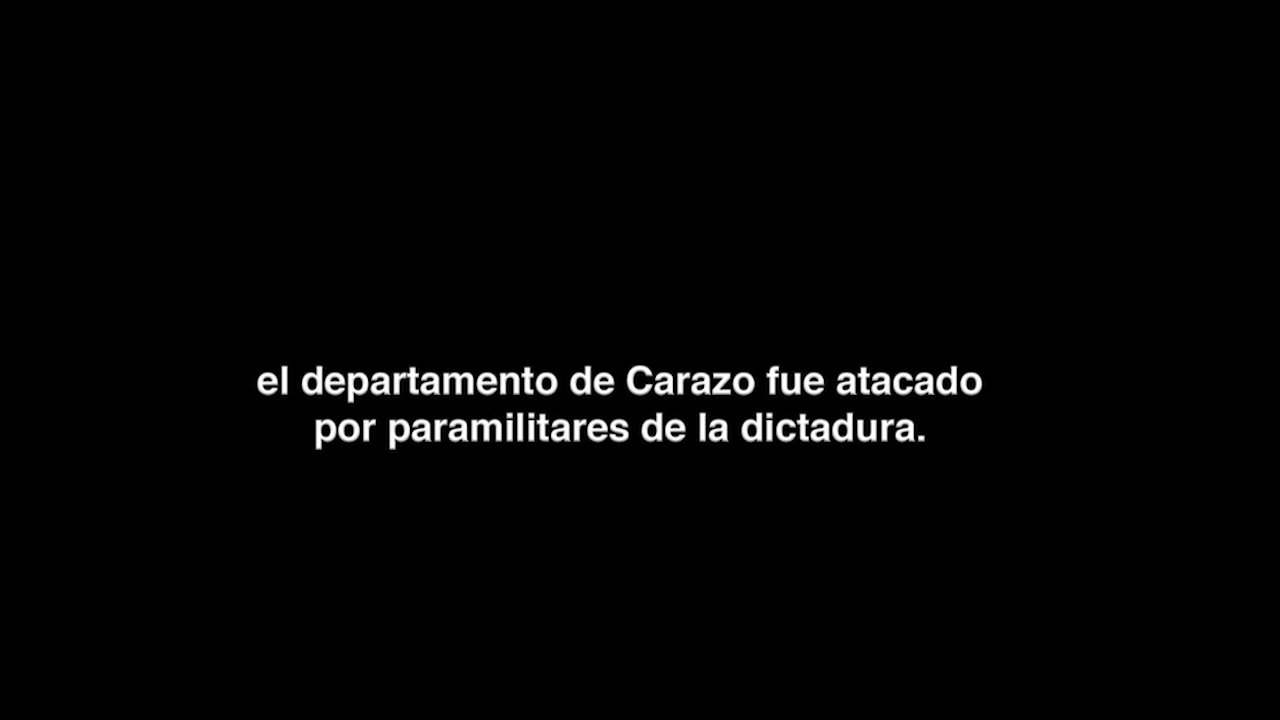 el departamento de Carazo fue atacado
por paramilitares de la dictadura.